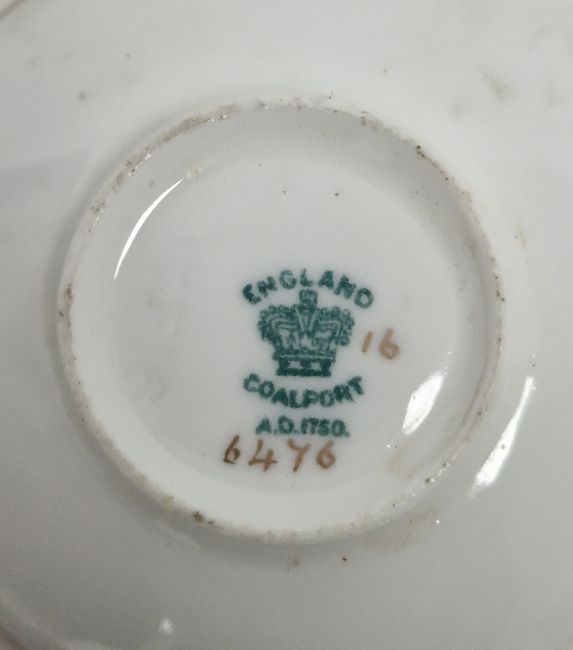 ENGLAND
16
COALPORT
A.D.1750.
6476